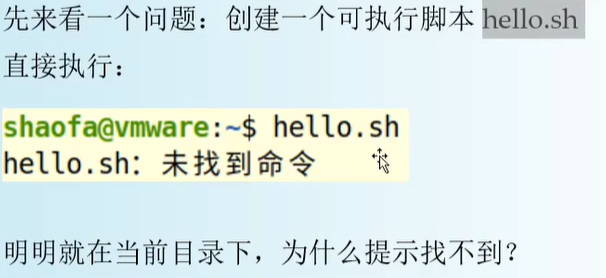 先来看一个问题：创建一个可执行脚本 hello.sh
直接执行：
shaofa@vmware:~$ hello.sh
hello.sh: 未找到命令
明明就在当前目录下，为什么提示找不到？